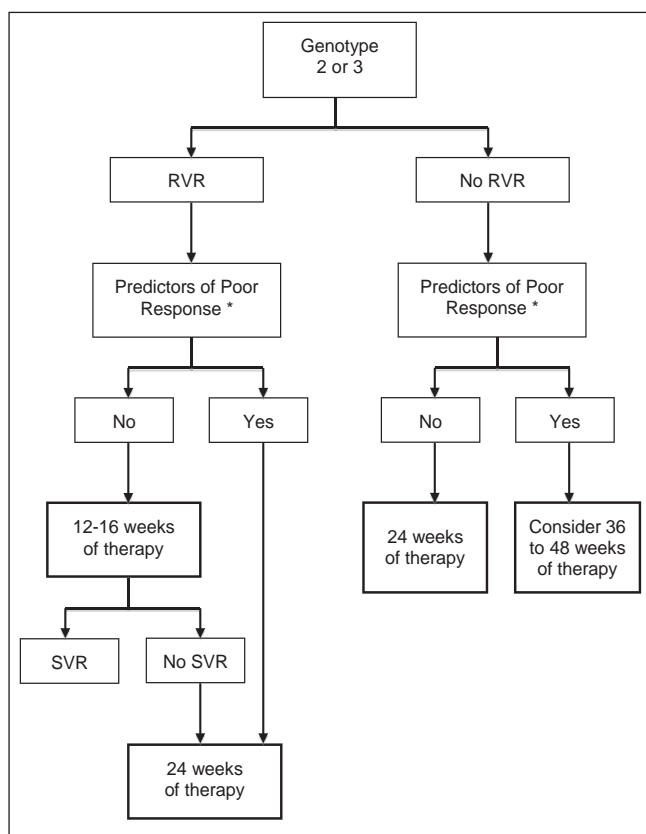 Genotype
2 or 3
RVR
No RVR
Predictors of Poor
Response *
Predictors of Poor
Response *
No
Yes
No
Yes
12-16 weeks
of therapy
24 weeks
of therapy
Consider 36
to 48 weeks
of therapy
SVR
No SVR
24 weeks
of therapy